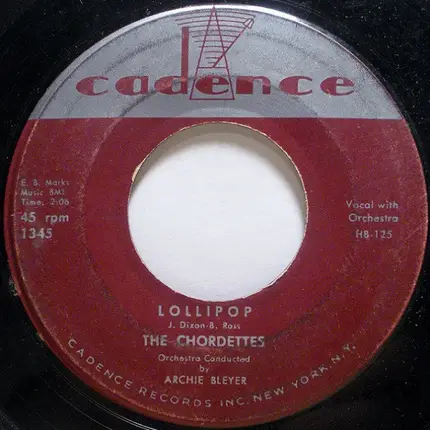 cadence
E. B. Marks
Music BMI
Time, 2:06
45 rpm
1345
Vocal with
Orchestra
HB-125
LOLLIPOP
J. Dixon-B. Ross
THE CHORDETTES
Orchestra Conducted
by
ARCHIE BLEYER
CADENCE RECORDS INC. NEW YORK, N.Y.